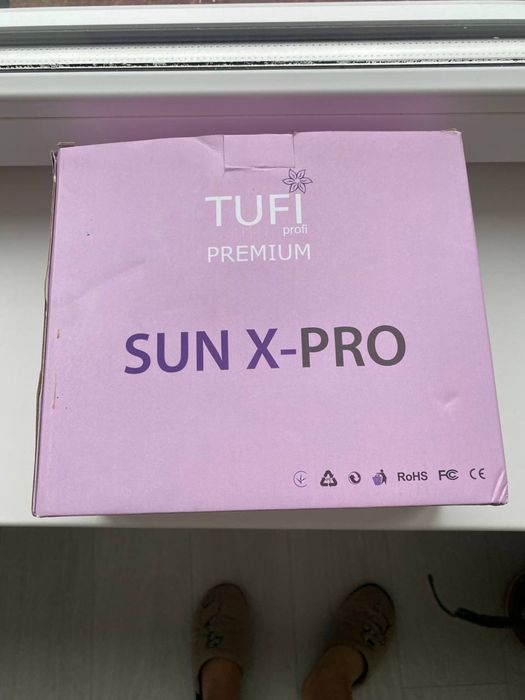 TUFI
profi
PREMIUM
SUN X-PRO
RoHS FC CE